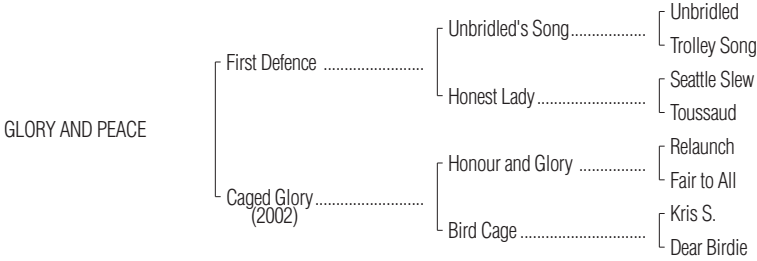 Unbridled
Unbridled's Song..................
Trolley Song
First Defence ........................
Seattle Slew
Honest Lady..........................
Toussaud
GLORY AND PEACE
Relaunch
Honour and Glory ................
Fair to All
Caged Glory..........................
(2002)
Kris S.
Bird Cage ..............................
Dear Birdie